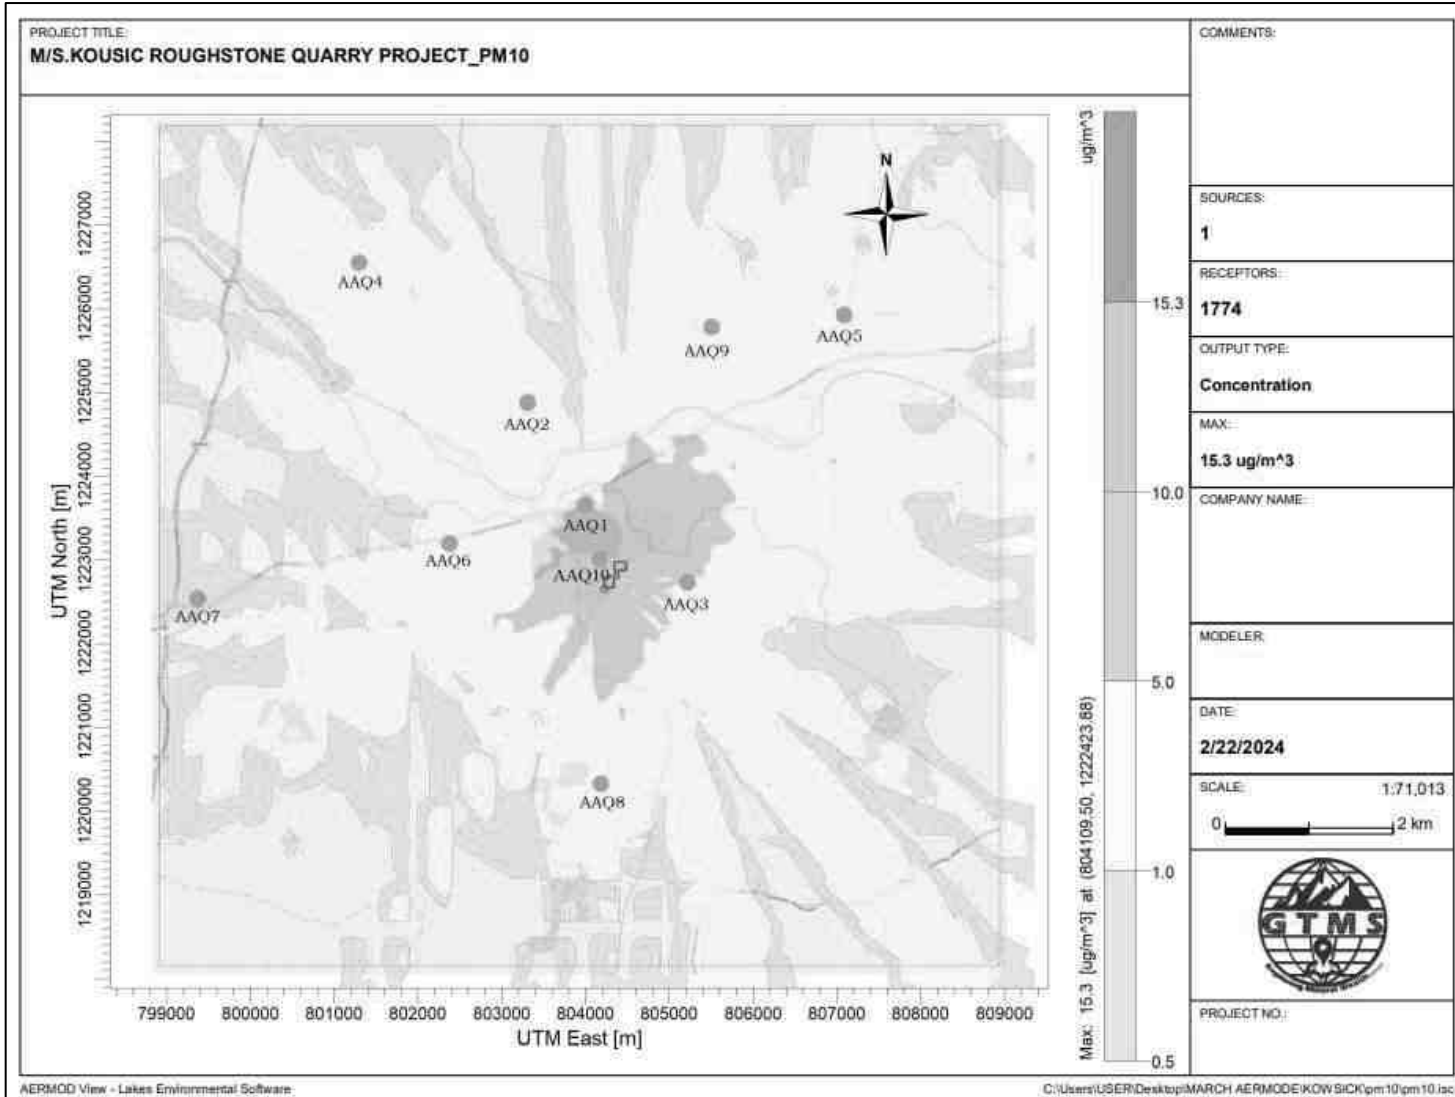 PROJECT TITLE:
M/S.KOUSIC ROUGHSTONE QUARRY PROJECT_PM10
COMMENTS:
SOURCES:
1
RECEPTORS:
1774
OUTPUT TYPE:
Concentration
MAX:
15.3 ug/m^3
COMPANY NAME:
MODELER:
DATE:
2/22/2024
SCALE:
1:71,013
0
2 km
GTMS
PROJECT NO.:
UTM North [m]
1227000
1226000
1225000
1224000
1223000
1222000
1221000
1220000
1219000
N
AAQ4
AAQ9
AAQ5
AAQ2
AAQ1
AAQ6
AAQ10
AAQ3
AAQ7
AAQ8
799000
800000
801000
802000
803000
804000
805000
806000
807000
808000
809000
UTM East [m]
ug/m^3
15.3
10.0
5.0
1.0
0.5
Max: 15.3 [ug/m^3] at (804109.50, 1222423.88)
AERMOD View - Lakes Environmental Software
C:\Users\USER\Desktop\MARCH AERMODE\KOWSICK\pm10\pm10.isc